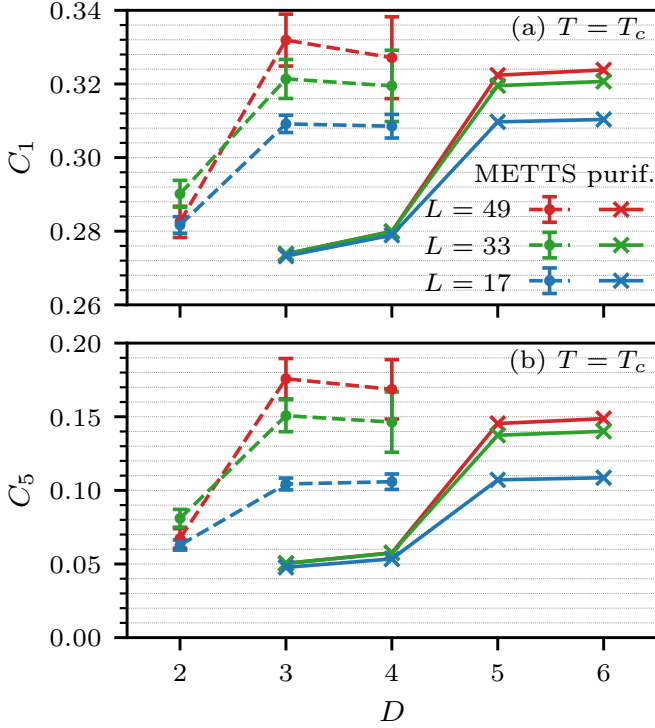 0.34
(a) T = T_c
0.32
0.30
C_1
METTS purif.
L = 49
0.28
L = 33
L = 17
0.26
0.20
(b) T = T_c
0.15
0.10
C_5
0.05
0.00
2 3 4 5 6
D